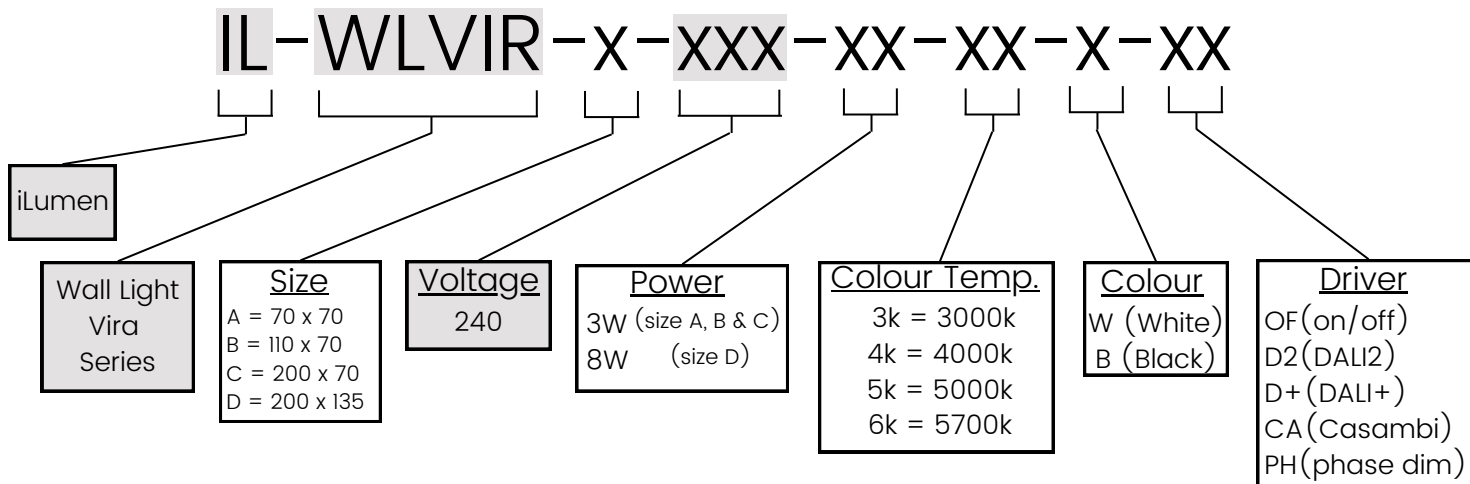 IL-WLVIR-X-XXX-XX-XX-X-XX
iLumen
Wall Light
Vira
Series
Size
A = 70 x 70
B = 110 x 70
C = 200 x 70
D = 200 x 135
Voltage
240
Power
3W (size A, B & C)
8W (size D)
Colour Temp.
3k = 3000k
4k = 4000k
5k = 5000k
6k = 5700k
Colour
W (White)
B (Black)
Driver
OF(on/off)
D2(DALI2)
D+(DALI+)
CA(Casambi)
PH(phase dim)